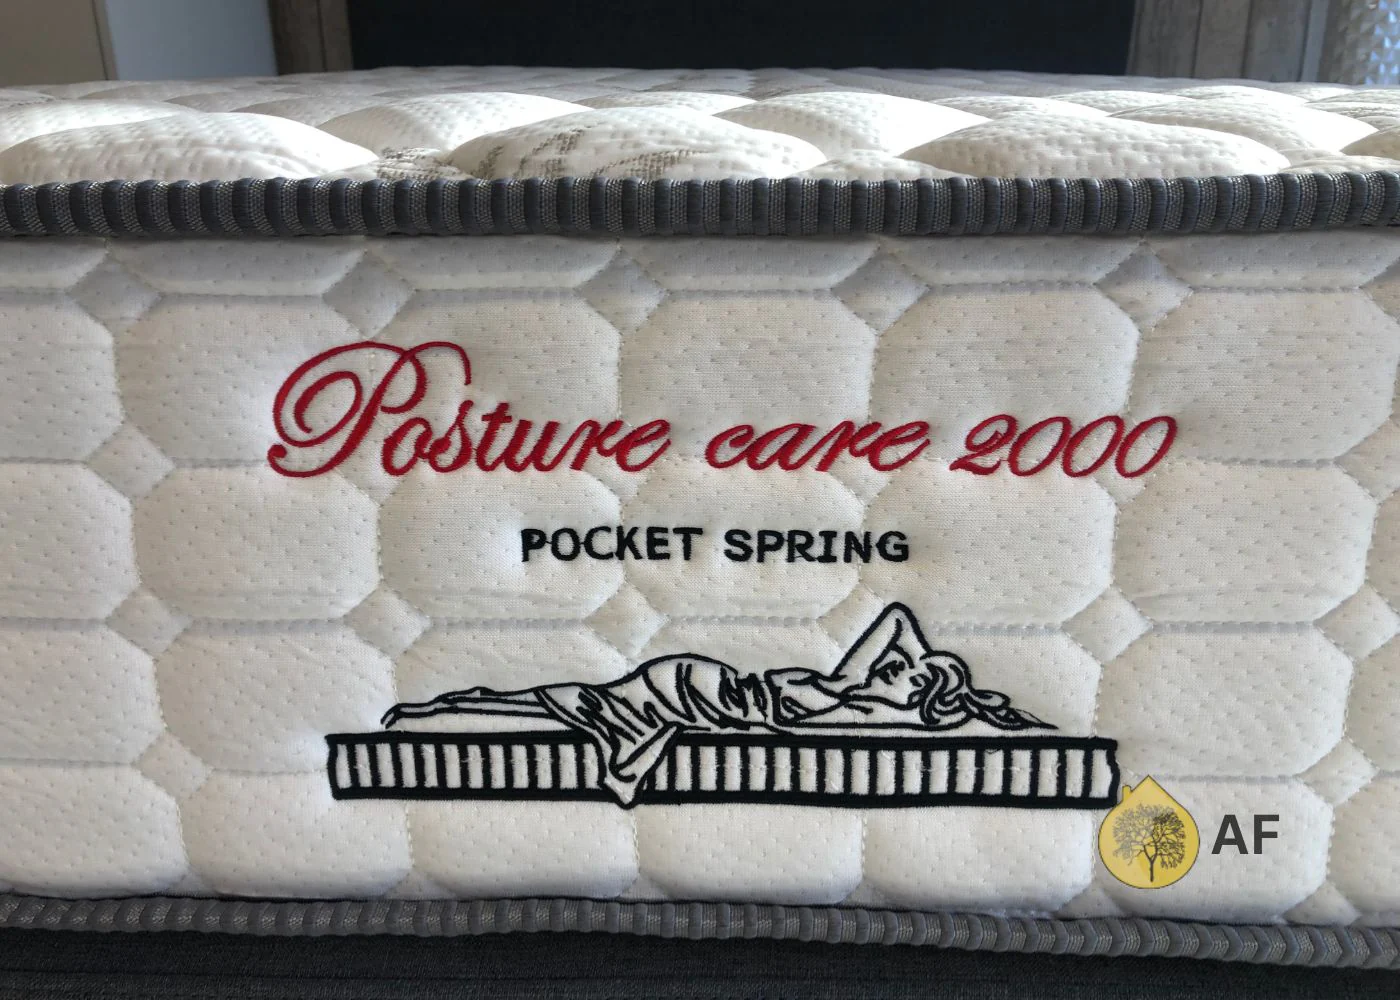 Posture care 2000
POCKET SPRING
AF